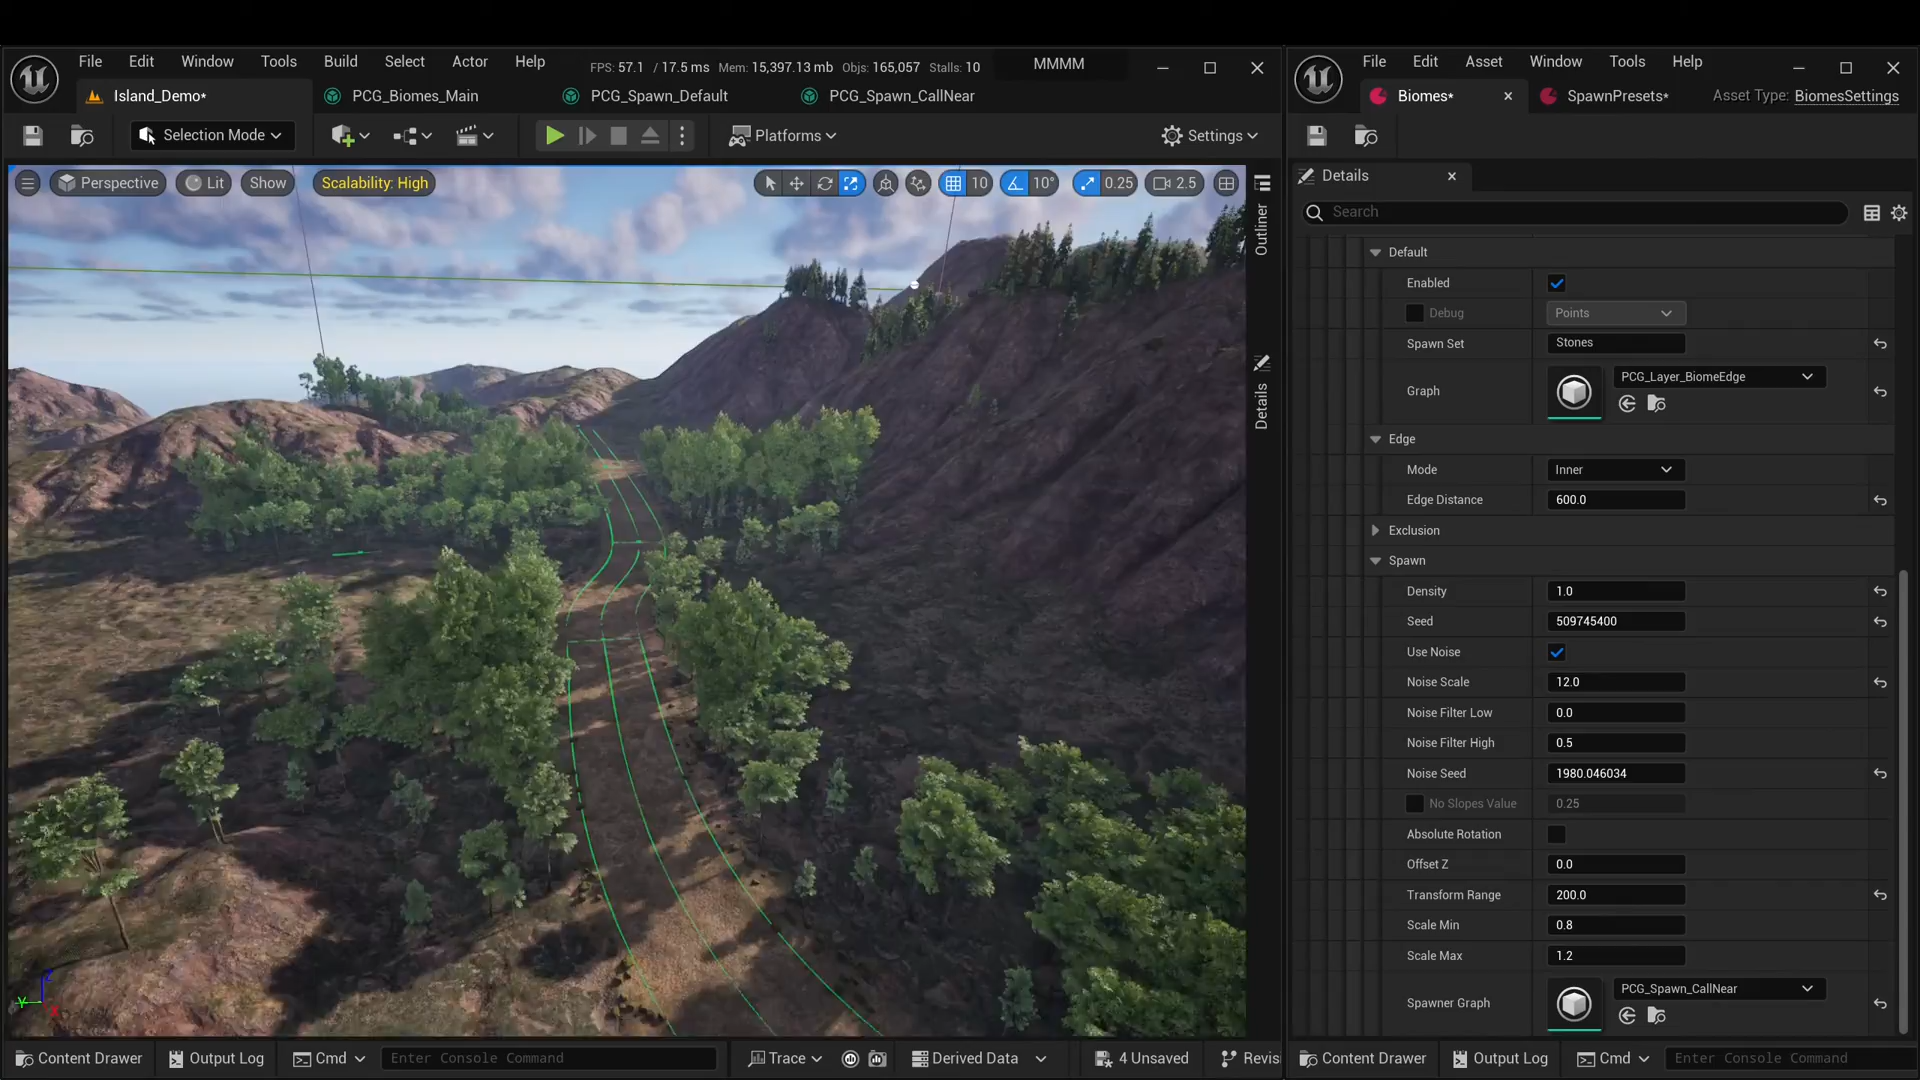 File Edit Window Tools Build Select Actor Help FPS: 57.1 / 17.5 ms Mem: 15,397.13 mb Objs: 165,057 Stalls: 10 MMMM
Island_Demo* PCG_Biomes_Main PCG_Spawn_Default PCG_Spawn_CallNear
Selection Mode Platforms Settings
Perspective Lit Show Scalability: High 10 10° 0.25 2.5
Outliner
Details
Z
Y
X
Content Drawer Output Log Cmd Enter Console Command Trace Derived Data 4 Unsaved Revisi
File Edit Asset Window Tools Help
Biomes* SpawnPresets* Asset Type: BiomesSettings
Details
Search
Default
Enabled
Debug Points
Spawn Set Stones
Graph PCG_Layer_BiomeEdge
Edge
Mode Inner
Edge Distance 600.0
Exclusion
Spawn
Density 1.0
Seed 509745400
Use Noise
Noise Scale 12.0
Noise Filter Low 0.0
Noise Filter High 0.5
Noise Seed 1980.046034
No Slopes Value 0.25
Absolute Rotation
Offset Z 0.0
Transform Range 200.0
Scale Min 0.8
Scale Max 1.2
Spawner Graph PCG_Spawn_CallNear
Content Drawer Output Log Cmd Enter Console Command